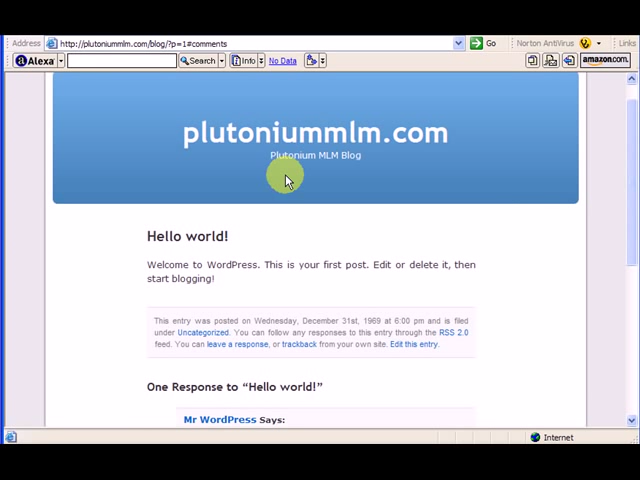 Address http://plutoniummlm.com/blog/?p=1#comments Go Norton AntiVirus Links
Alexa Search Info No Data amazon.com
plutoniummlm.com
Plutonium MLM Blog
Hello world!
Welcome to WordPress. This is your first post. Edit or delete it, then
start blogging!
This entry was posted on Wednesday, December 31st, 1969 at 6:00 pm and is filed
under Uncategorized. You can follow any responses to this entry through the RSS 2.0
feed. You can leave a response, or trackback from your own site. Edit this entry.
One Response to “Hello world!”
Mr WordPress Says:
Internet